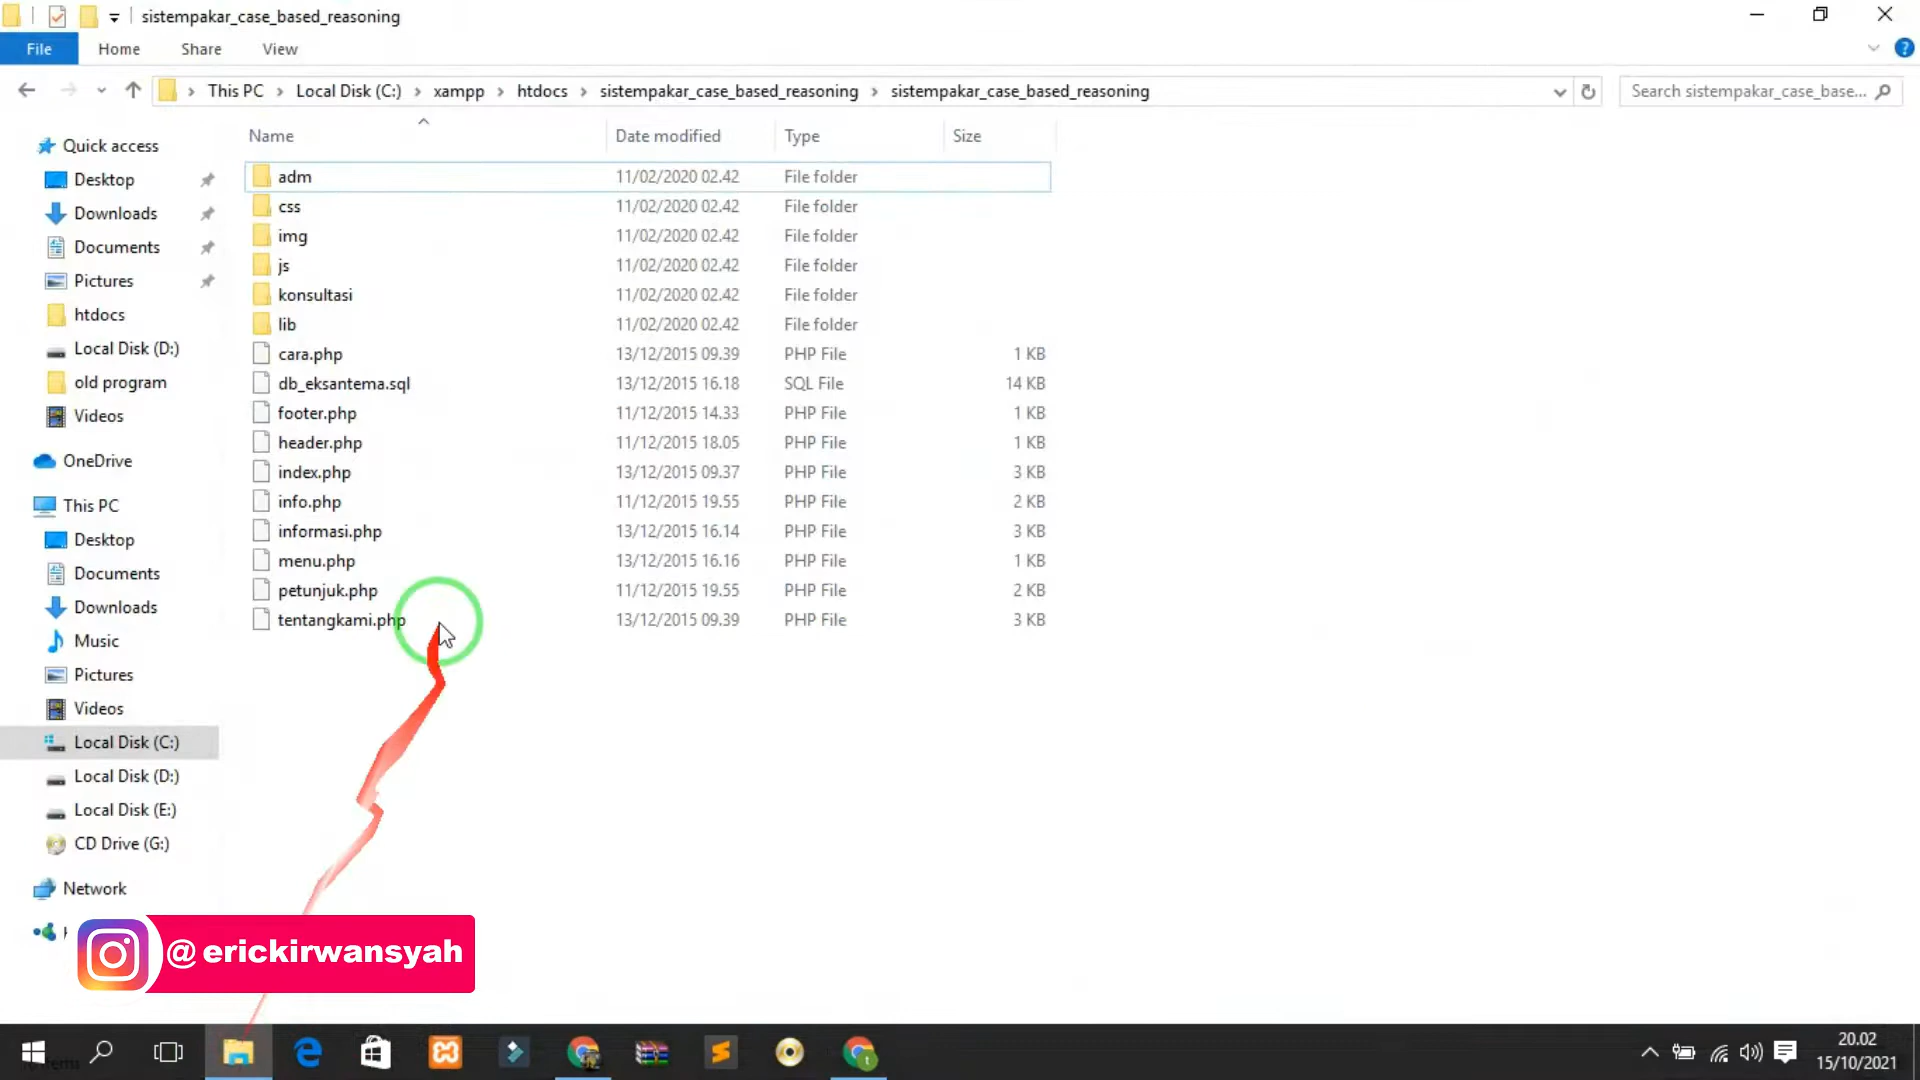 sistempakar_case_based_reasoning
File Home Share View
This PC Local Disk (C:) xampp htdocs sistempakar_case_based_reasoning sistempakar_case_based_reasoning
Search sistempakar_case_base...
Quick access
Desktop
Downloads
Documents
Pictures
htdocs
Local Disk (D:)
old program
Videos
OneDrive
This PC
Desktop
Documents
Downloads
Music
Pictures
Videos
Local Disk (C:)
Local Disk (D:)
Local Disk (E:)
CD Drive (G:)
Network
Name Date modified Type Size
adm 11/02/2020 02.42 File folder
css 11/02/2020 02.42 File folder
img 11/02/2020 02.42 File folder
js 11/02/2020 02.42 File folder
konsultasi 11/02/2020 02.42 File folder
lib 11/02/2020 02.42 File folder
cara.php 13/12/2015 09.39 PHP File 1 KB
db_eksantema.sql 13/12/2015 16.18 SQL File 14 KB
footer.php 11/12/2015 14.33 PHP File 1 KB
header.php 11/12/2015 18.05 PHP File 1 KB
index.php 13/12/2015 09.37 PHP File 3 KB
info.php 11/12/2015 19.55 PHP File 2 KB
informasi.php 13/12/2015 16.14 PHP File 3 KB
menu.php 13/12/2015 16.16 PHP File 1 KB
petunjuk.php 11/12/2015 19.55 PHP File 2 KB
tentangkami.php 13/12/2015 09.39 PHP File 3 KB
@erickirwansyah
20.02
15/10/2021